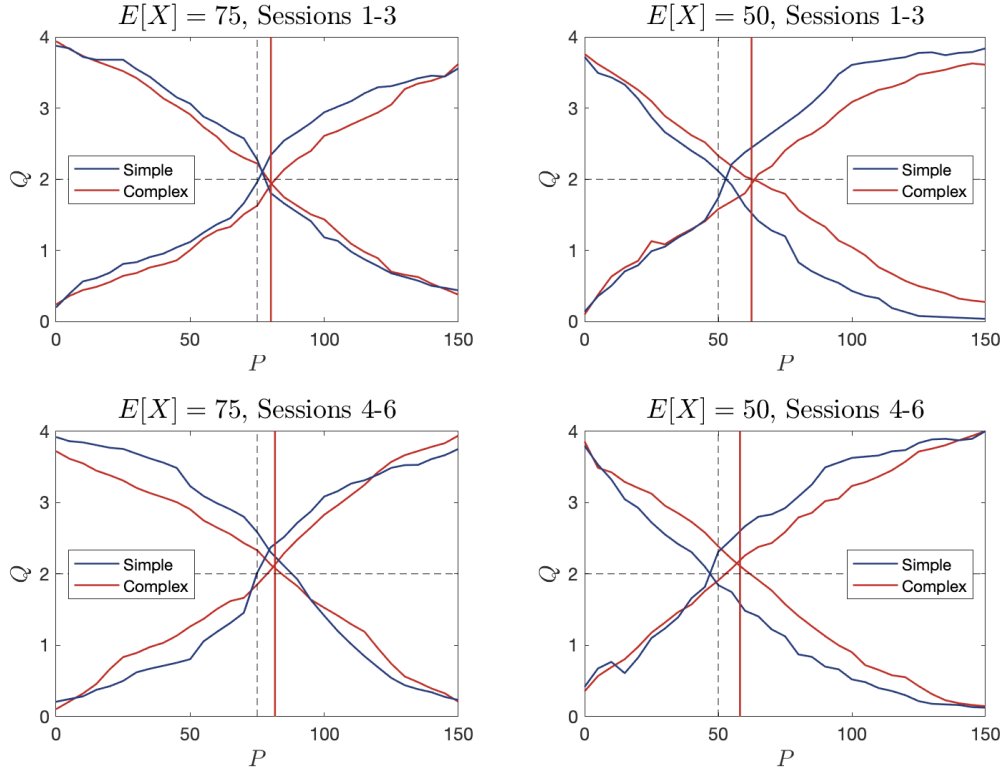 E[X] = 75, Sessions 1-3
4
3
2
1
0
Q
Simple
Complex
0 50 100 150
P
E[X] = 50, Sessions 1-3
4
3
2
1
0
Q
Simple
Complex
0 50 100 150
P
E[X] = 75, Sessions 4-6
4
3
2
1
0
Q
Simple
Complex
0 50 100 150
P
E[X] = 50, Sessions 4-6
4
3
2
1
0
Q
Simple
Complex
0 50 100 150
P